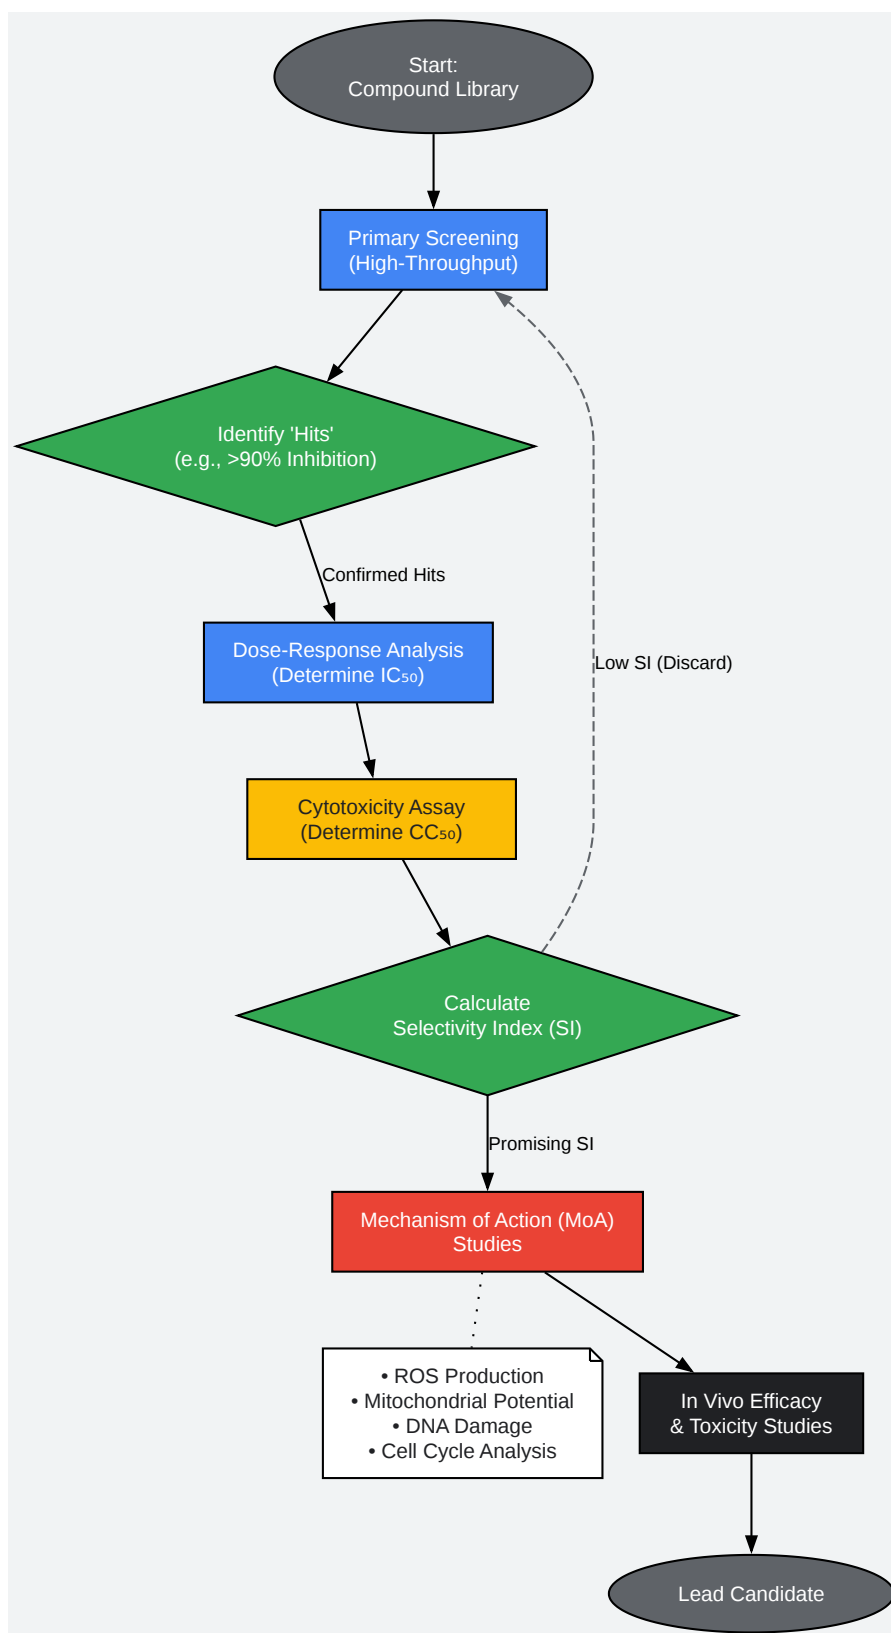 Start:
Compound Library
Primary Screening
(High-Throughput)
Identify 'Hits'
(e.g., >90% Inhibition)
Confirmed Hits
Dose-Response Analysis
(Determine IC₅₀)
Low SI (Discard)
Cytotoxicity Assay
(Determine CC₅₀)
Calculate
Selectivity Index (SI)
Promising SI
Mechanism of Action (MoA)
Studies
• ROS Production
• Mitochondrial Potential
• DNA Damage
• Cell Cycle Analysis
In Vivo Efficacy
& Toxicity Studies
Lead Candidate